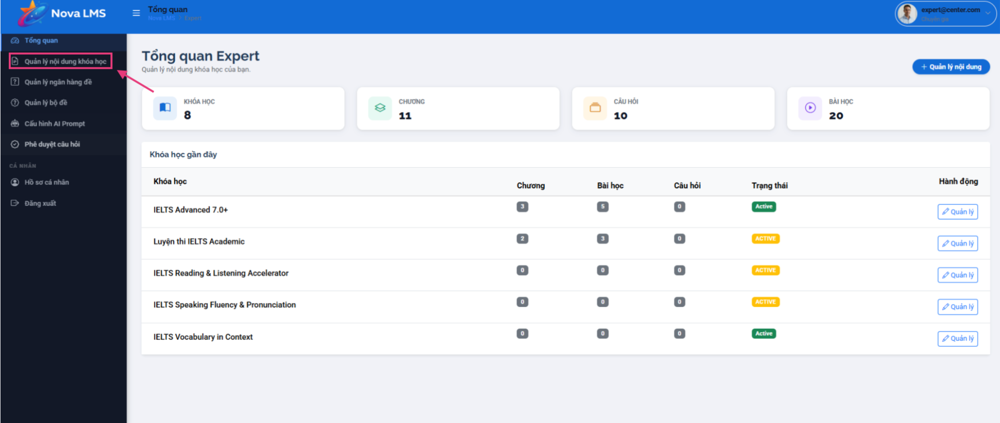 Nova LMS
Tổng quan
Nova LMS > Expert
expert@center.com
Chuyên gia
Tổng quan
Quản lý nội dung khóa học
Quản lý ngân hàng đề
Quản lý bộ đề
Cấu hình AI Prompt
Phê duyệt câu hỏi
CÁ NHÂN
Hồ sơ cá nhân
Đăng xuất
Tổng quan Expert
Quản lý nội dung khóa học của bạn.
+ Quản lý nội dung
KHÓA HỌC
8
CHƯƠNG
11
CÂU HỎI
10
BÀI HỌC
20
Khóa học gần đây
Khóa học Chương Bài học Câu hỏi Trạng thái Hành động
IELTS Advanced 7.0+ 3 5 0 Active Quản lý
Luyện thi IELTS Academic 2 3 0 ACTIVE Quản lý
IELTS Reading & Listening Accelerator 0 0 0 ACTIVE Quản lý
IELTS Speaking Fluency & Pronunciation 0 0 0 ACTIVE Quản lý
IELTS Vocabulary in Context 0 0 0 Active Quản lý